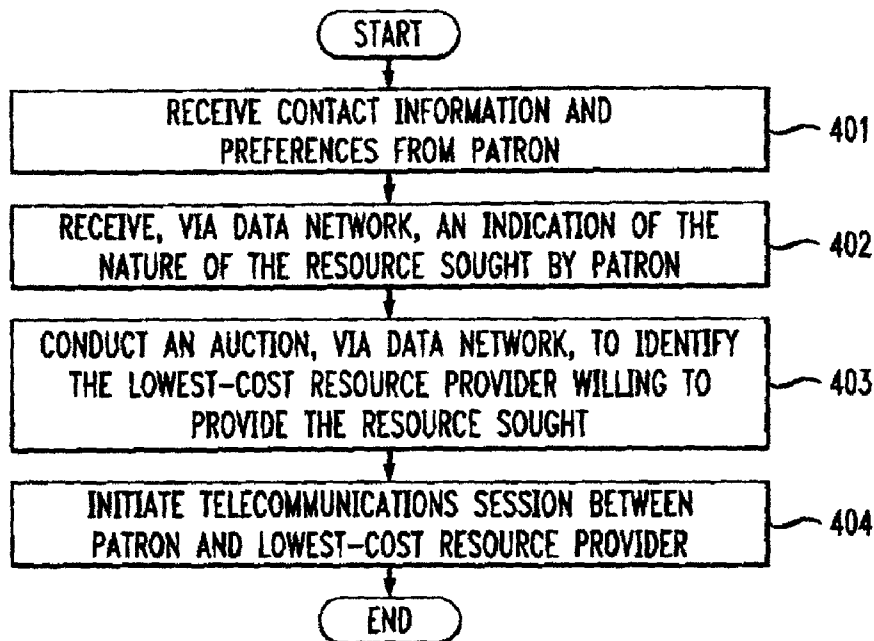 START
RECEIVE CONTACT INFORMATION AND
PREFERENCES FROM PATRON
401
RECEIVE, VIA DATA NETWORK, AN INDICATION OF THE
NATURE OF THE RESOURCE SOUGHT BY PATRON
402
CONDUCT AN AUCTION, VIA DATA NETWORK, TO IDENTIFY
THE LOWEST-COST RESOURCE PROVIDER WILLING TO
PROVIDE THE RESOURCE SOUGHT
403
INITIATE TELECOMMUNICATIONS SESSION BETWEEN
PATRON AND LOWEST-COST RESOURCE PROVIDER
404
END